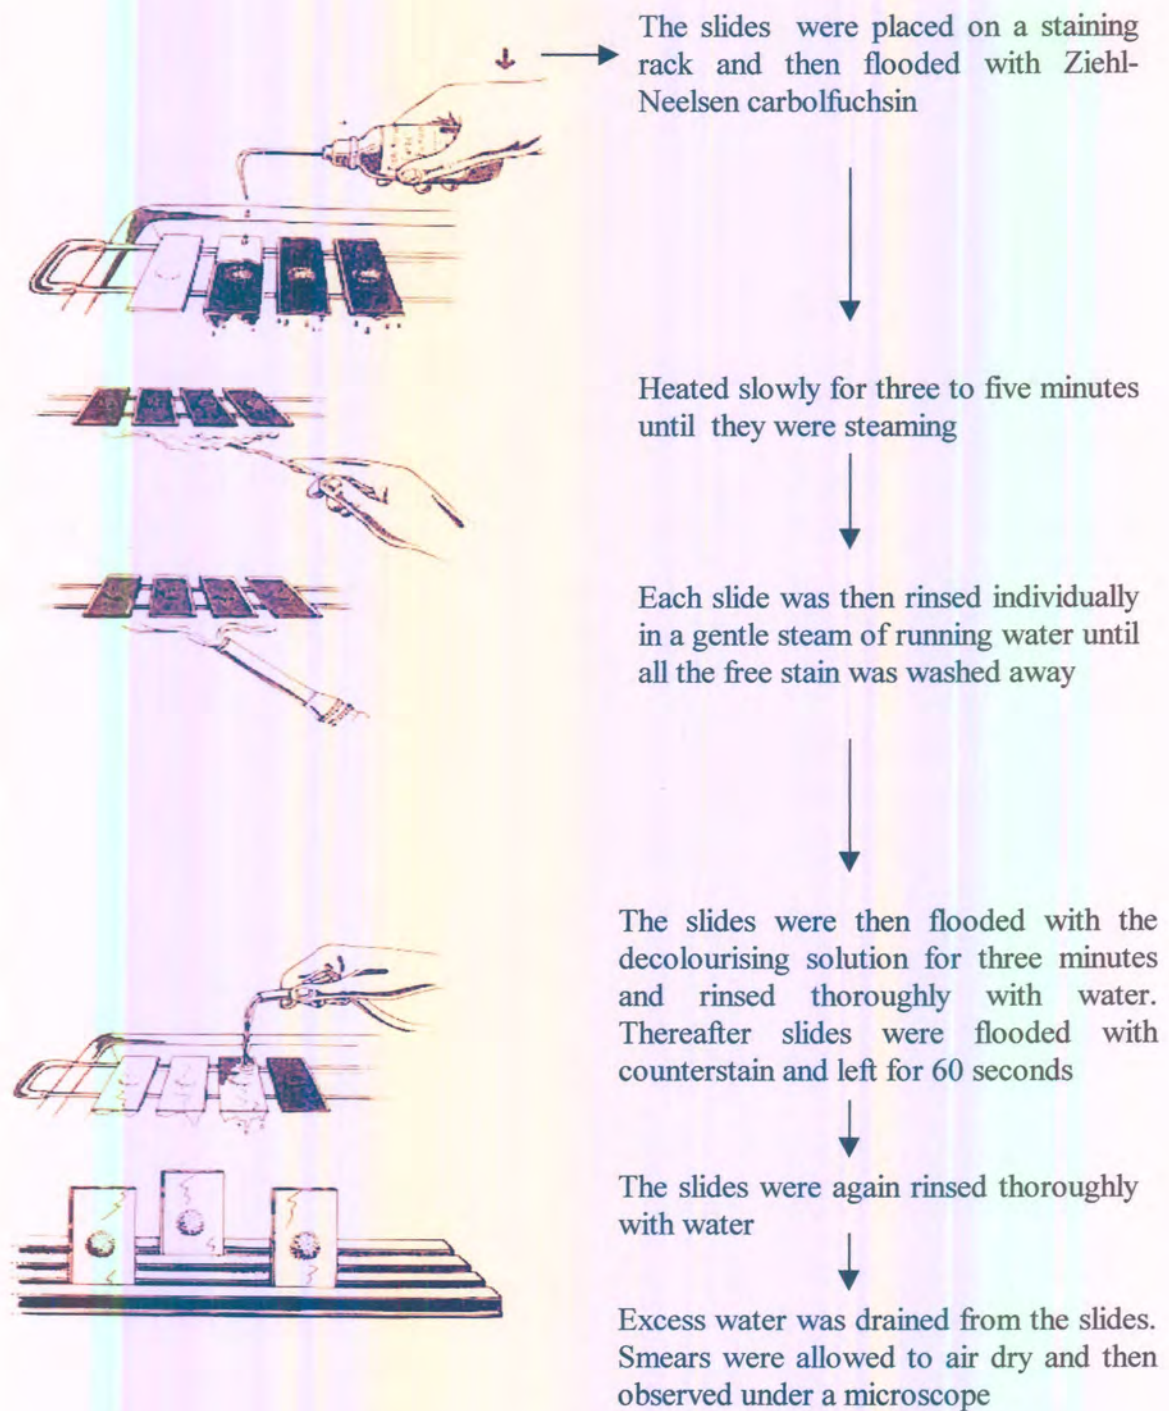 The slides were placed on a staining
rack and then flooded with Ziehl-
Neelsen carbolfuchsin
Heated slowly for three to five minutes
until they were steaming
Each slide was then rinsed individually
in a gentle steam of running water until
all the free stain was washed away
The slides were then flooded with the
decolourising solution for three minutes
and rinsed thoroughly with water.
Thereafter slides were flooded with
counterstain and left for 60 seconds
The slides were again rinsed thoroughly
with water
Excess water was drained from the slides.
Smears were allowed to air dry and then
observed under a microscope